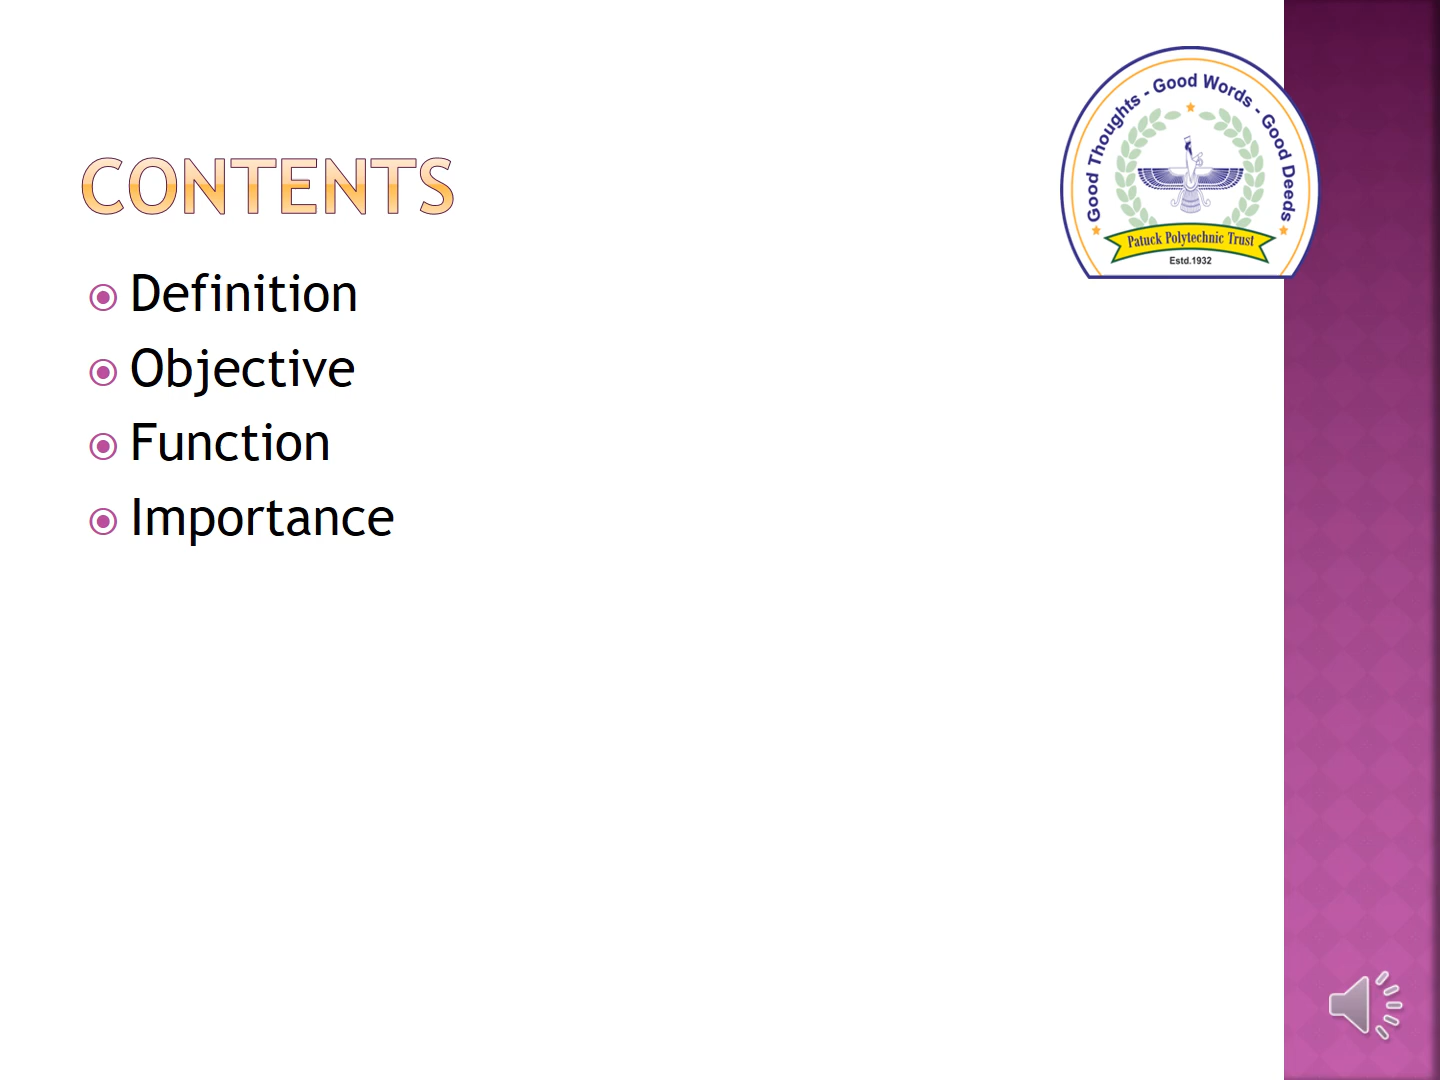 Good Thoughts - Good Words - Good Deeds
Patuck Polytechnic Trust
Estd.1932
CONTENTS
Definition
Objective
Function
Importance